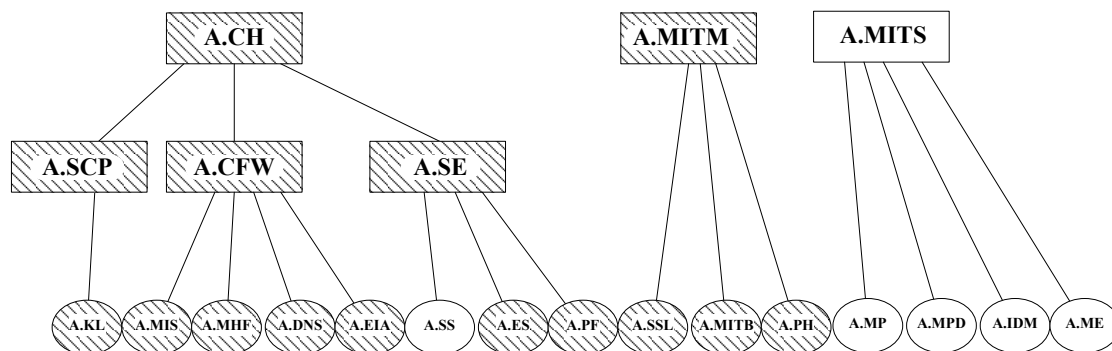 A.CH
A.MITM
A.MITS
A.SCP
A.CFW
A.SE
A.KL
A.MIS
A.MHF
A.DNS
A.EIA
A.SS
A.ES
A.PF
A.SSL
A.MITB
A.PH
A.MP
A.MPD
A.IDM
A.ME